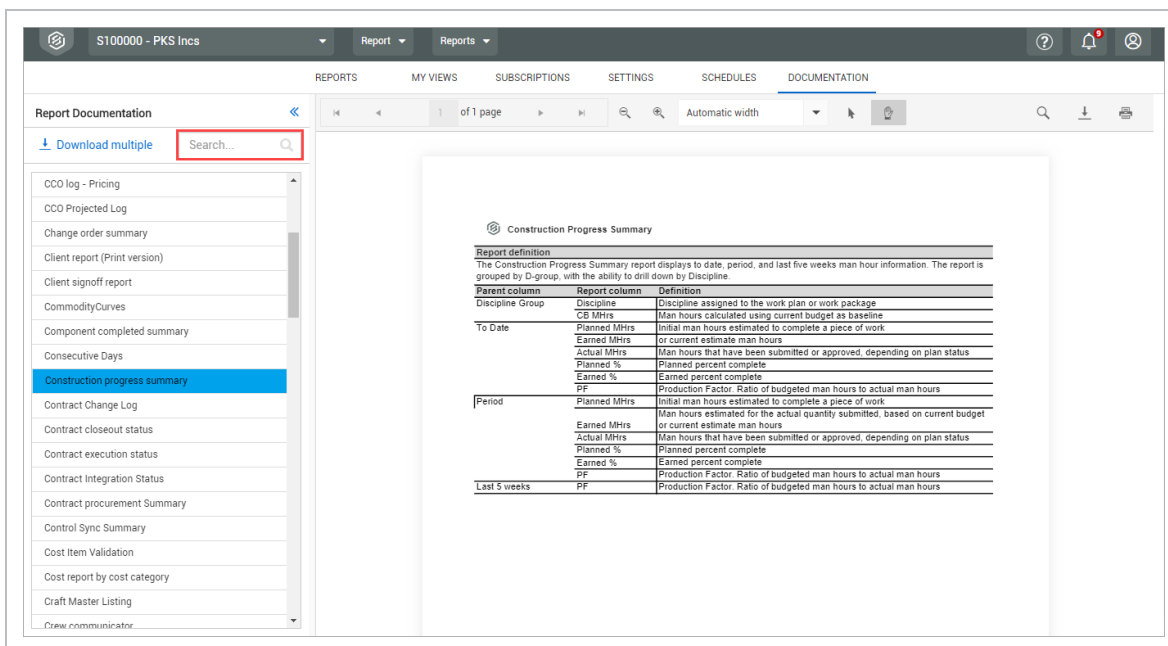 S100000 - PKS Incs Report Reports 9
REPORTS MY VIEWS SUBSCRIPTIONS SETTINGS SCHEDULES DOCUMENTATION
Report Documentation
1 of 1 page Automatic width
Download multiple Search...
CCO log - Pricing
CCO Projected Log
Change order summary
Client report (Print version)
Client signoff report
CommodityCurves
Component completed summary
Consecutive Days
Construction progress summary
Contract Change Log
Contract closeout status
Contract execution status
Contract Integration Status
Contract procurement Summary
Control Sync Summary
Cost Item Validation
Cost report by cost category
Craft Master Listing
Crew communicator
Construction Progress Summary
Report definition
The Construction Progress Summary report displays to date, period, and last five weeks man hour information. The report is
grouped by D-group, with the ability to drill down by Discipline.
Parent column Report column Definition
Discipline Group Discipline Discipline assigned to the work plan or work package
CB MHrs Man hours calculated using current budget as baseline
To Date Planned MHrs Initial man hours estimated to complete a piece of work
Earned MHrs or current estimate man hours
Actual MHrs Man hours that have been submitted or approved, depending on plan status
Planned % Planned percent complete
Earned % Earned percent complete
PF Production Factor. Ratio of budgeted man hours to actual man hours
Period Planned MHrs Initial man hours estimated to complete a piece of work
Man hours estimated for the actual quantity submitted, based on current budget
Earned MHrs or current estimate man hours
Actual MHrs Man hours that have been submitted or approved, depending on plan status
Planned % Planned percent complete
Earned % Earned percent complete
PF Production Factor. Ratio of budgeted man hours to actual man hours
Last 5 weeks PF Production Factor. Ratio of budgeted man hours to actual man hours